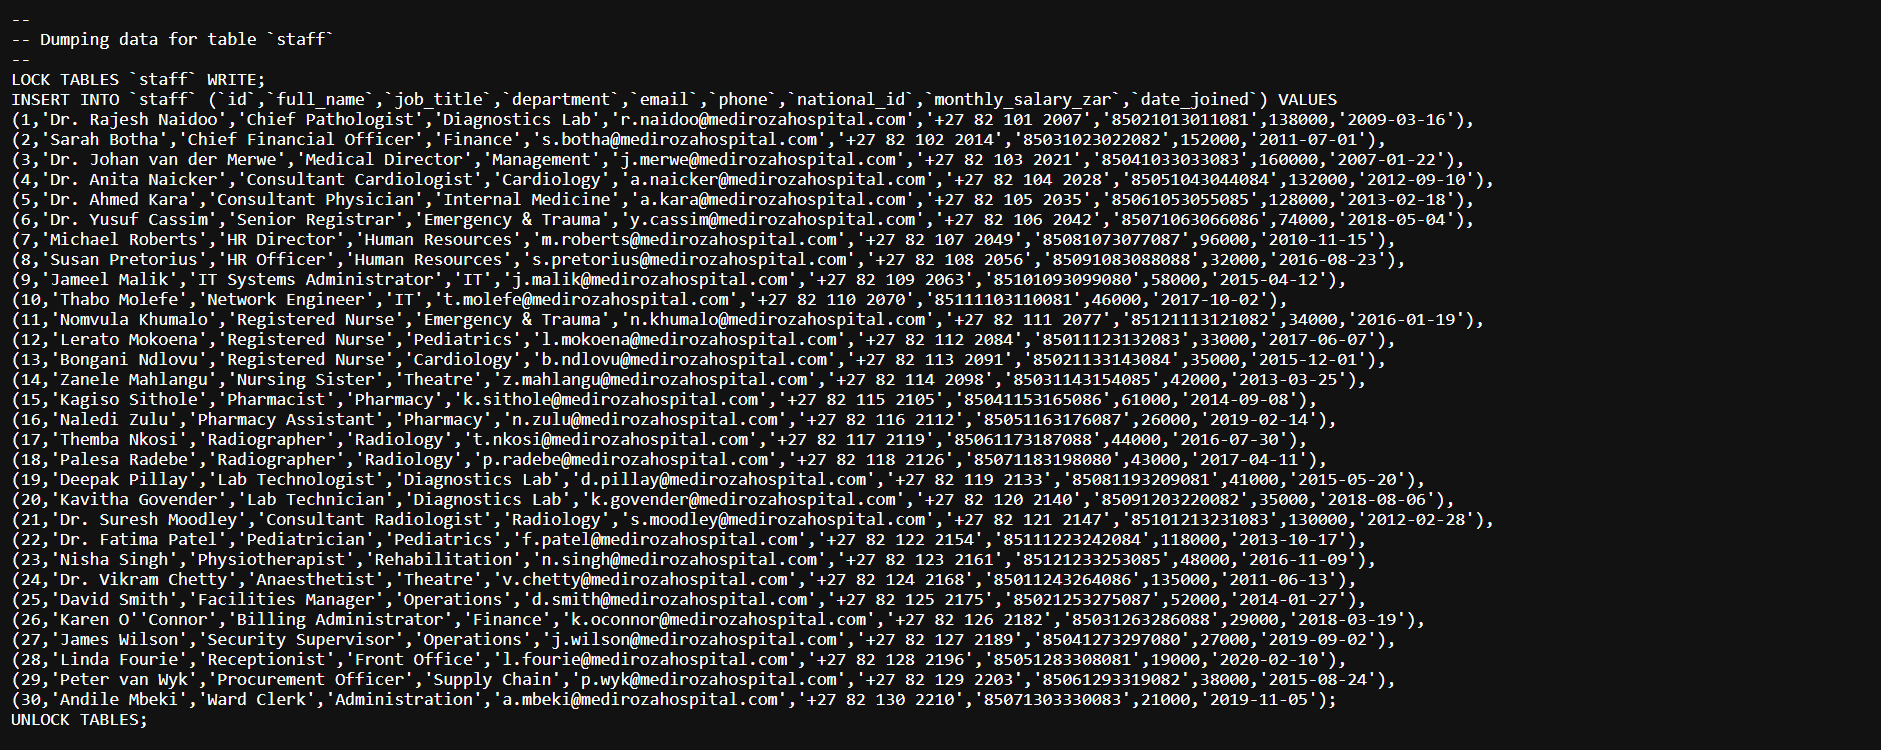 --
-- Dumping data for table `staff`
--
LOCK TABLES `staff` WRITE;
INSERT INTO `staff` (`id`,`full_name`,`job_title`,`department`,`email`,`phone`,`national_id`,`monthly_salary_zar`,`date_joined`) VALUES
(1,'Dr. Rajesh Naidoo','Chief Pathologist','Diagnostics Lab','r.naidoo@medirozahospital.com','+27 82 101 2007','85021013011081',138000,'2009-03-16'),
(2,'Sarah Botha','Chief Financial Officer','Finance','s.botha@medirozahospital.com','+27 82 102 2014','85031023022082',152000,'2011-07-01'),
(3,'Dr. Johan van der Merwe','Medical Director','Management','j.merwe@medirozahospital.com','+27 82 103 2021','85041033033083',160000,'2007-01-22'),
(4,'Dr. Anita Naicker','Consultant Cardiologist','Cardiology','a.naicker@medirozahospital.com','+27 82 104 2028','85051043044084',132000,'2012-09-10'),
(5,'Dr. Ahmed Kara','Consultant Physician','Internal Medicine','a.kara@medirozahospital.com','+27 82 105 2035','85061053055085',128000,'2013-02-18'),
(6,'Dr. Yusuf Cassim','Senior Registrar','Emergency & Trauma','y.cassim@medirozahospital.com','+27 82 106 2042','85071063066086',74000,'2018-05-04'),
(7,'Michael Roberts','HR Director','Human Resources','m.roberts@medirozahospital.com','+27 82 107 2049','85081073077087',96000,'2010-11-15'),
(8,'Susan Pretorius','HR Officer','Human Resources','s.pretorius@medirozahospital.com','+27 82 108 2056','85091083088088',32000,'2016-08-23'),
(9,'Jameel Malik','IT Systems Administrator','IT','j.malik@medirozahospital.com','+27 82 109 2063','85101093099080',58000,'2015-04-12'),
(10,'Thabo Molefe','Network Engineer','IT','t.molefe@medirozahospital.com','+27 82 110 2070','85111103110081',46000,'2017-10-02'),
(11,'Nomvula Khumalo','Registered Nurse','Emergency & Trauma','n.khumalo@medirozahospital.com','+27 82 111 2077','85121113121082',34000,'2016-01-19'),
(12,'Lerato Mokoena','Registered Nurse','Pediatrics','l.mokoena@medirozahospital.com','+27 82 112 2084','85011123132083',33000,'2017-06-07'),
(13,'Bongani Ndlovu','Registered Nurse','Cardiology','b.ndlovu@medirozahospital.com','+27 82 113 2091','85021133143084',35000,'2015-12-01'),
(14,'Zanele Mahlangu','Nursing Sister','Theatre','z.mahlangu@medirozahospital.com','+27 82 114 2098','85031143154085',42000,'2013-03-25'),
(15,'Kagiso Sithole','Pharmacist','Pharmacy','k.sithole@medirozahospital.com','+27 82 115 2105','85041153165086',61000,'2014-09-08'),
(16,'Naledi Zulu','Pharmacy Assistant','Pharmacy','n.zulu@medirozahospital.com','+27 82 116 2112','85051163176087',26000,'2019-02-14'),
(17,'Themba Nkosi','Radiographer','Radiology','t.nkosi@medirozahospital.com','+27 82 117 2119','85061173187088',44000,'2016-07-30'),
(18,'Palesa Radebe','Radiographer','Radiology','p.radebe@medirozahospital.com','+27 82 118 2126','85071183198080',43000,'2017-04-11'),
(19,'Deepak Pillay','Lab Technologist','Diagnostics Lab','d.pillay@medirozahospital.com','+27 82 119 2133','85081193209081',41000,'2015-05-20'),
(20,'Kavitha Govender','Lab Technician','Diagnostics Lab','k.govender@medirozahospital.com','+27 82 120 2140','85091203220082',35000,'2018-08-06'),
(21,'Dr. Suresh Moodley','Consultant Radiologist','Radiology','s.moodley@medirozahospital.com','+27 82 121 2147','85101213231083',130000,'2012-02-28'),
(22,'Dr. Fatima Patel','Pediatrician','Pediatrics','f.patel@medirozahospital.com','+27 82 122 2154','85111223242084',118000,'2013-10-17'),
(23,'Nisha Singh','Physiotherapist','Rehabilitation','n.singh@medirozahospital.com','+27 82 123 2161','85121233253085',48000,'2016-11-09'),
(24,'Dr. Vikram Chetty','Anaesthetist','Theatre','v.chetty@medirozahospital.com','+27 82 124 2168','85011243264086',135000,'2011-06-13'),
(25,'David Smith','Facilities Manager','Operations','d.smith@medirozahospital.com','+27 82 125 2175','85021253275087',52000,'2014-01-27'),
(26,'Karen O''Connor','Billing Administrator','Finance','k.oconnor@medirozahospital.com','+27 82 126 2182','85031263286088',29000,'2018-03-19'),
(27,'James Wilson','Security Supervisor','Operations','j.wilson@medirozahospital.com','+27 82 127 2189','85041273297080',27000,'2019-09-02'),
(28,'Linda Fourie','Receptionist','Front Office','l.fourie@medirozahospital.com','+27 82 128 2196','85051283308081',19000,'2020-02-10'),
(29,'Peter van Wyk','Procurement Officer','Supply Chain','p.wyk@medirozahospital.com','+27 82 129 2203','85061293319082',38000,'2015-08-24'),
(30,'Andile Mbeki','Ward Clerk','Administration','a.mbeki@medirozahospital.com','+27 82 130 2210','85071303330083',21000,'2019-11-05');
UNLOCK TABLES;